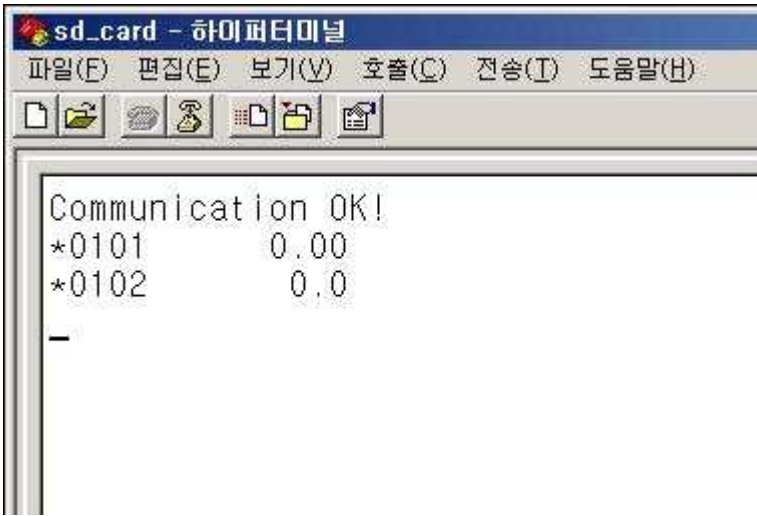 sd_card - 하이퍼터미널
파일(F) 편집(E) 보기(V) 호출(C) 전송(T) 도움말(H)
Communication OK!
*0101 0.00
*0102 0.0